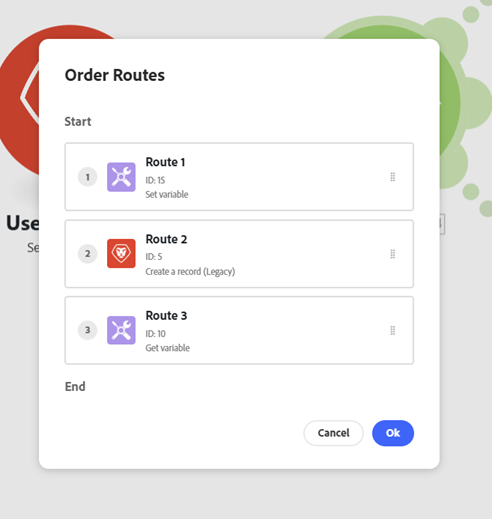 Order Routes
Start
1
Route 1
ID: 15
Set variable
2
Route 2
ID: 5
Create a record (Legacy)
3
Route 3
ID: 10
Get variable
End
Cancel
Ok
Use
Se